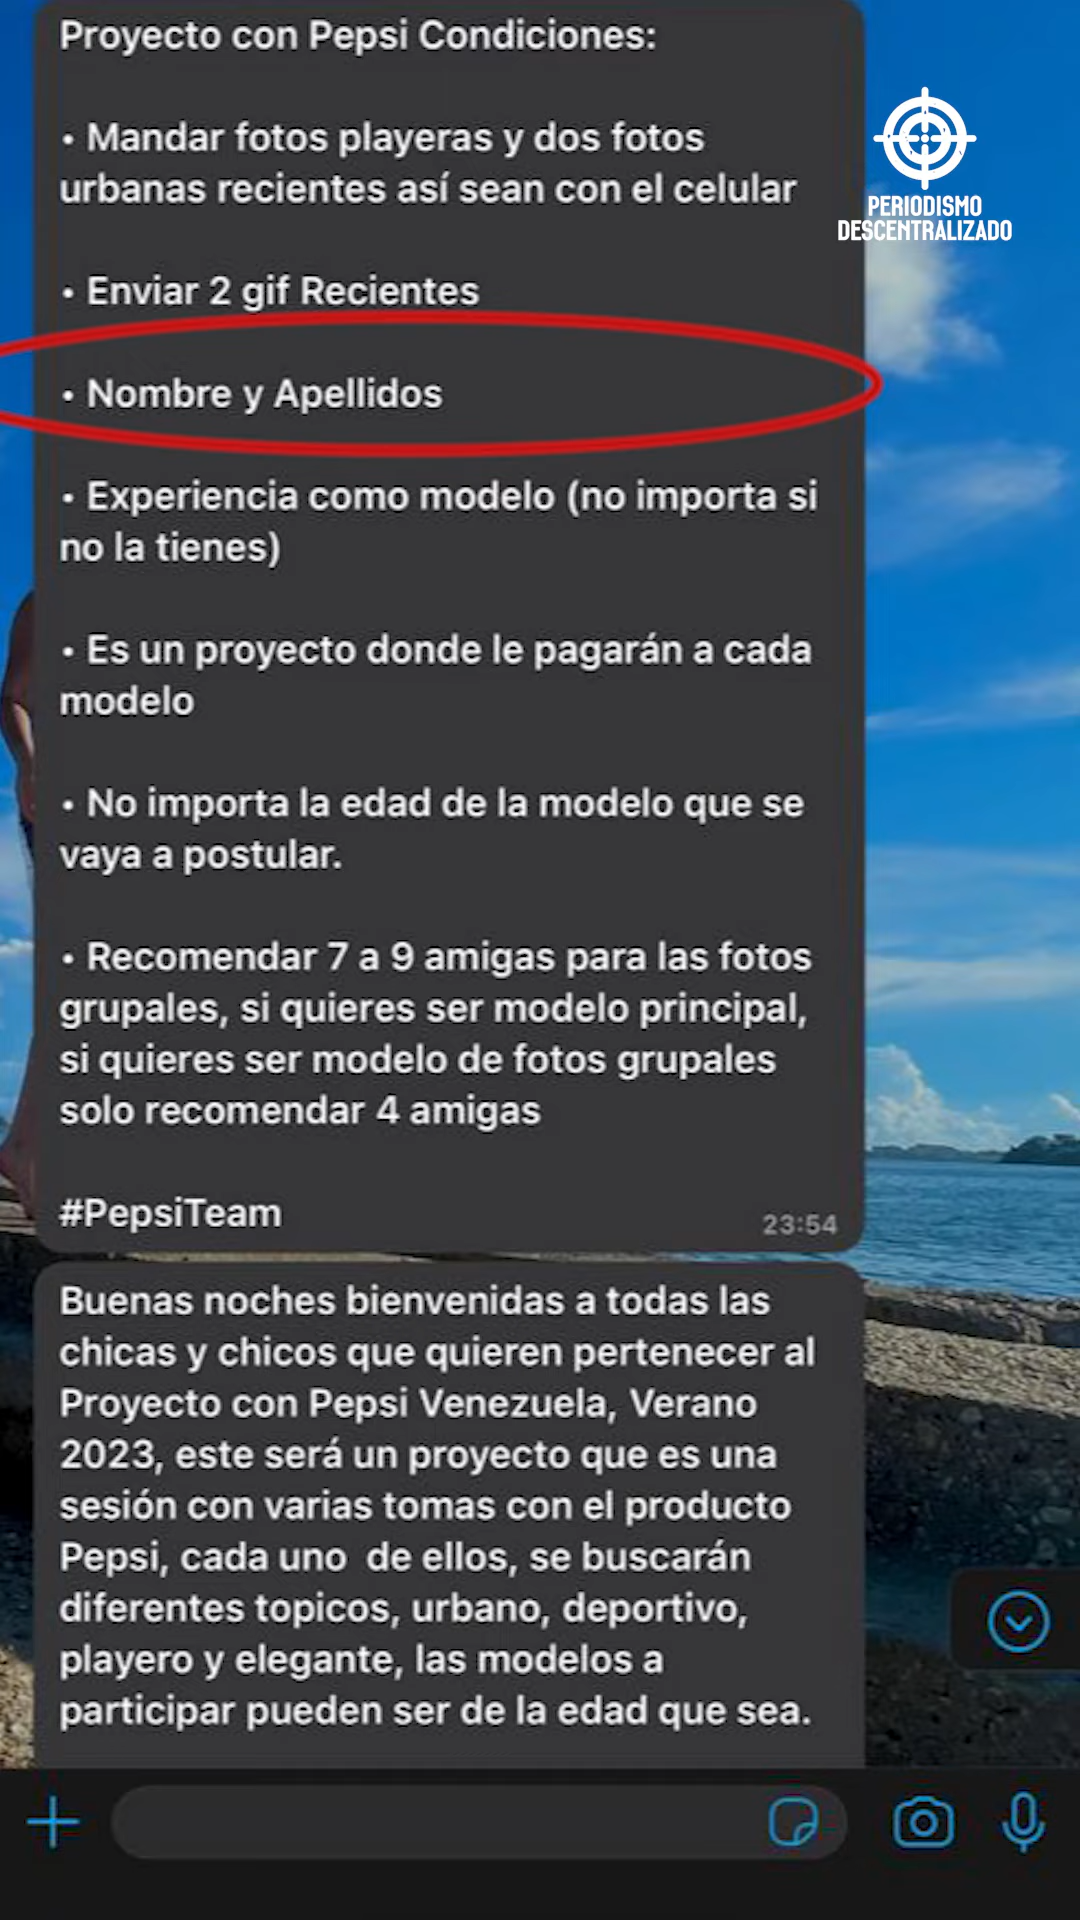 Proyecto con Pepsi Condiciones:
• Mandar fotos playeras y dos fotos
urbanas recientes así sean con el celular
• Enviar 2 gif Recientes
• Nombre y Apellidos
• Experiencia como modelo (no importa si
no la tienes)
• Es un proyecto donde le pagarán a cada
modelo
• No importa la edad de la modelo que se
vaya a postular.
• Recomendar 7 a 9 amigas para las fotos
grupales, si quieres ser modelo principal,
si quieres ser modelo de fotos grupales
solo recomendar 4 amigas
#PepsiTeam
23:54
PERIODISMO
DESCENTRALIZADO
Buenas noches bienvenidas a todas las
chicas y chicos que quieren pertenecer al
Proyecto con Pepsi Venezuela, Verano
2023, este será un proyecto que es una
sesión con varias tomas con el producto
Pepsi, cada uno  de ellos, se buscarán
diferentes topicos, urbano, deportivo,
playero y elegante, las modelos a
participar pueden ser de la edad que sea.